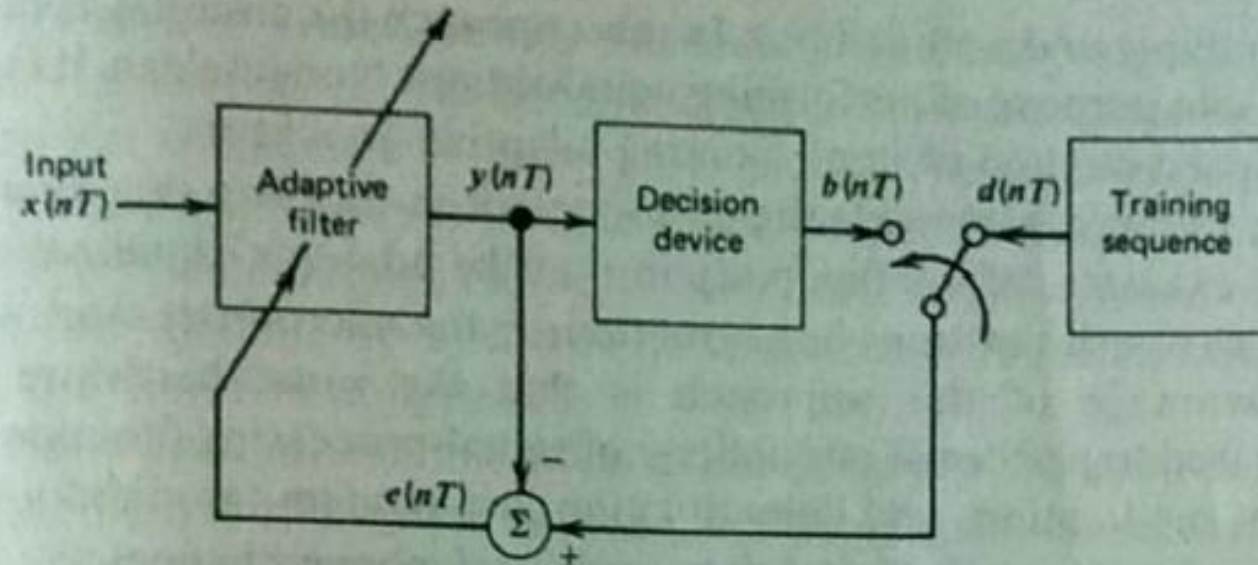 Input
x(nT)
Adaptive
filter
y(nT)
Decision
device
b(nT)
d(nT)
Training
sequence
e(nT)
−
Σ
+